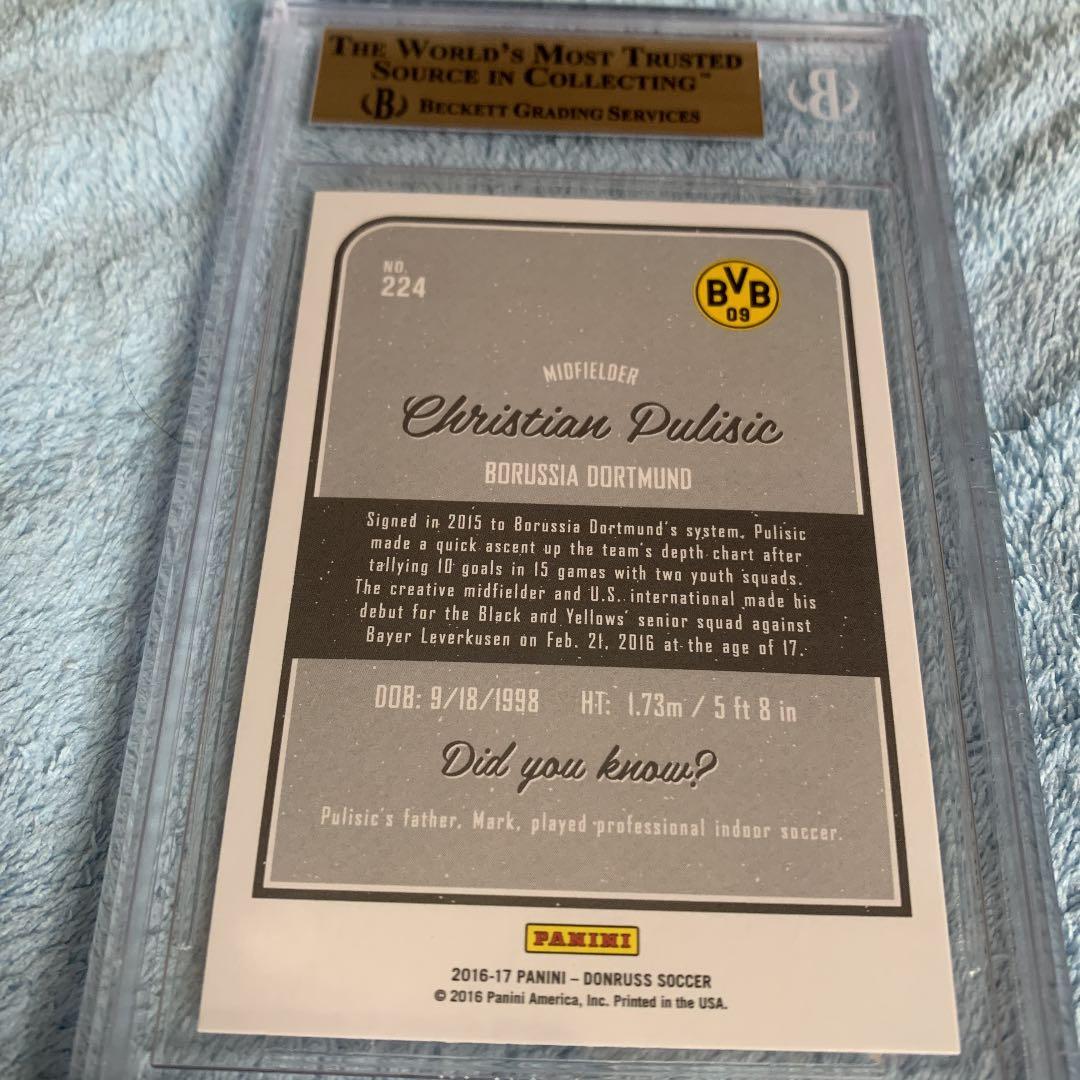 THE WORLD'S MOST TRUSTED
SOURCE IN COLLECTING™
B BECKETT GRADING SERVICES
B
NO.
224
BVB
09
MIDFIELDER
Christian Pulisic
BORUSSIA DORTMUND
Signed in 2015 to Borussia Dortmund's system, Pulisic
made a quick ascent up the team's depth chart after
tallying 10 goals in 15 games with two youth squads.
The creative midfielder and U.S. international made his
debut for the Black and Yellows' senior squad against
Bayer Leverkusen on Feb. 21, 2016 at the age of 17.
DOB: 9/18/1998 HT: 1.73m / 5 ft 8 in
Did you know?
Pulisic's father, Mark, played professional indoor soccer.
PANINI
2016-17 PANINI – DONRUSS SOCCER
© 2016 Panini America, Inc. Printed in the USA.